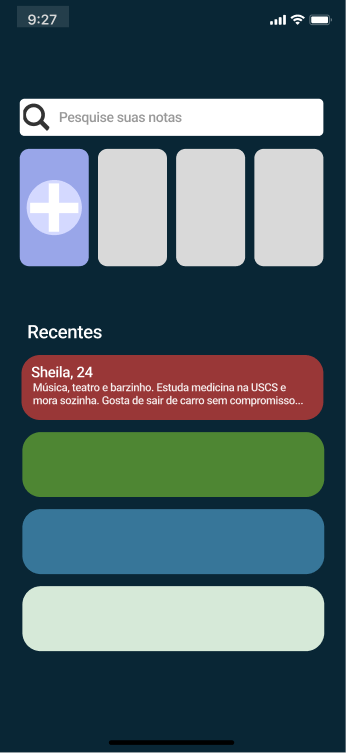 9:27
Pesquise suas notas
Recentes
Sheila, 24
Música, teatro e barzinho. Estuda medicina na USCS e
mora sozinha. Gosta de sair de carro sem compromisso...